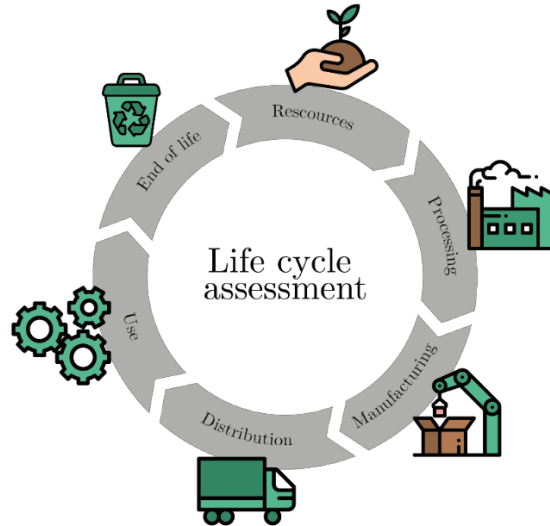 Rescources
Processing
Manufacturing
Distribution
Use
End of life
Life cycle
assessment